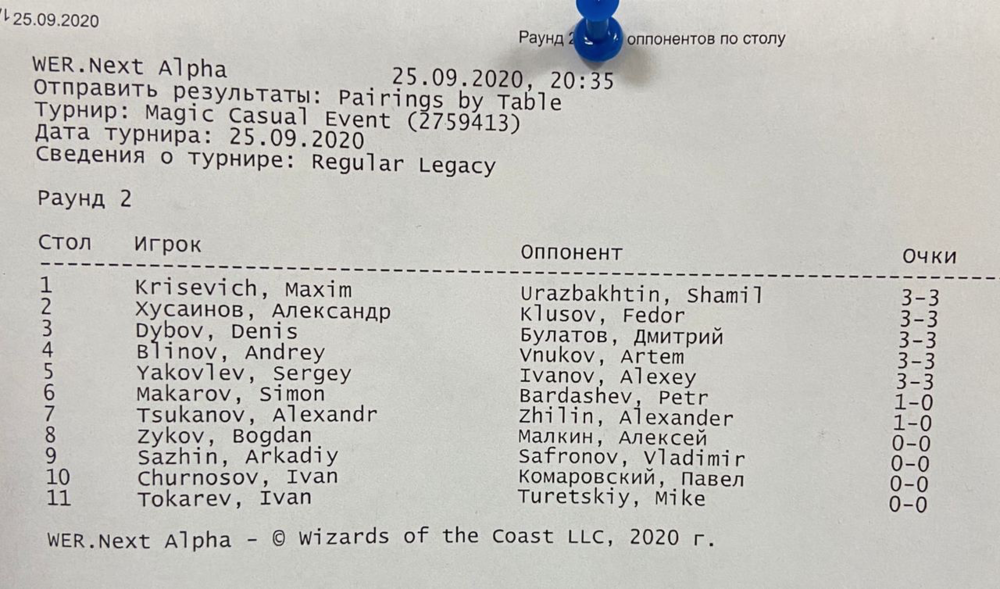 25.09.2020
Раунд 2 оппонентов по столу
WER.Next Alpha 25.09.2020, 20:35
Отправить результаты: Pairings by Table
Турнир: Magic Casual Event (2759413)
Дата турнира: 25.09.2020
Сведения о турнире: Regular Legacy
Раунд 2
Стол Игрок Оппонент Очки
1 Krisevich, Maxim Urazbakhtin, Shamil 3-3
2 Хусаинов, Александр Klusov, Fedor 3-3
3 Dybov, Denis Булатов, Дмитрий 3-3
4 Blinov, Andrey Vnukov, Artem 3-3
5 Yakovlev, Sergey Ivanov, Alexey 3-3
6 Makarov, Simon Bardashev, Petr 1-0
7 Tsukanov, Alexandr Zhilin, Alexander 1-0
8 Zykov, Bogdan Малкин, Алексей 0-0
9 Sazhin, Arkadiy Safronov, Vladimir 0-0
10 Churnosov, Ivan Комаровский, Павел 0-0
11 Tokarev, Ivan Turetskiy, Mike 0-0
WER.Next Alpha - © Wizards of the Coast LLC, 2020 г.